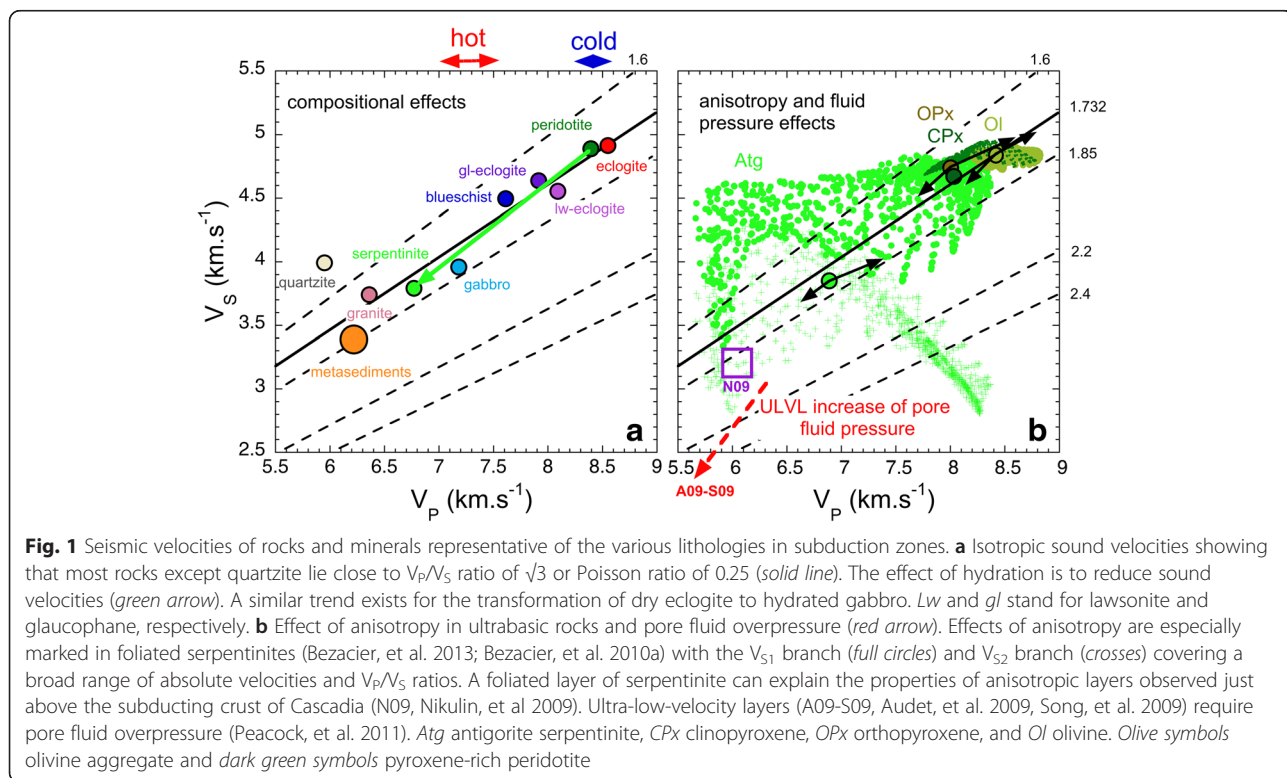 hot
cold
1.6
1.6
5.5
5
4.5
4
3.5
3
2.5
V_S (km.s⁻¹)
compositional effects
peridotite
eclogite
gl-eclogite
blueschist
lw-eclogite
serpentinite
quartzite
gabbro
granite
metasediments
a
5.5
6
6.5
7
7.5
8
8.5
9
V_P (km.s⁻¹)
anisotropy and fluid
pressure effects
OPx
CPx
Ol
Atg
1.732
1.85
2.2
2.4
N09
ULVL increase of pore
fluid pressure
b
A09-S09
5.5
6
6.5
7
7.5
8
8.5
9
V_P (km.s⁻¹)
Fig. 1 Seismic velocities of rocks and minerals representative of the various lithologies in subduction zones. a Isotropic sound velocities showing
that most rocks except quartzite lie close to V_P/V_S ratio of √3 or Poisson ratio of 0.25 (solid line). The effect of hydration is to reduce sound
velocities (green arrow). A similar trend exists for the transformation of dry eclogite to hydrated gabbro. Lw and gl stand for lawsonite and
glaucophane, respectively. b Effect of anisotropy in ultrabasic rocks and pore fluid overpressure (red arrow). Effects of anisotropy are especially
marked in foliated serpentinites (Bezacier, et al. 2013; Bezacier, et al. 2010a) with the V_S1 branch (full circles) and V_S2 branch (crosses) covering a
broad range of absolute velocities and V_P/V_S ratios. A foliated layer of serpentinite can explain the properties of anisotropic layers observed just
above the subducting crust of Cascadia (N09, Nikulin, et al 2009). Ultra-low-velocity layers (A09-S09, Audet, et al. 2009, Song, et al. 2009) require
pore fluid overpressure (Peacock, et al. 2011). Atg antigorite serpentinite, CPx clinopyroxene, OPx orthopyroxene, and Ol olivine. Olive symbols
olivine aggregate and dark green symbols pyroxene-rich peridotite